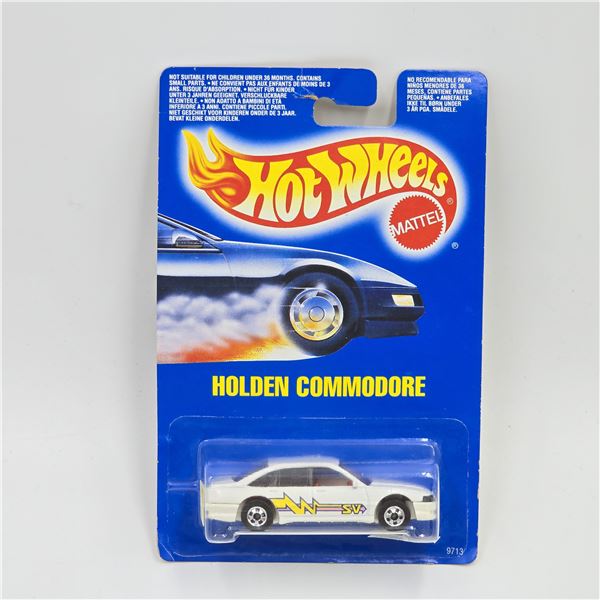 NOT SUITABLE FOR CHILDREN UNDER 36 MONTHS. CONTAINS
SMALL PARTS. • NE CONVIENT PAS AUX ENFANTS DE MOINS DE 3
ANS. RISQUE D'ABSORPTION. • NICHT FÜR KINDER
UNTER 3 JAHREN GEEIGNET. VERSCHLUCKBARE
KLEINTEILE. • NON ADATTO A BAMBINI DI ETÀ
INFERIORE A 3 ANNI. CONTIENE PICCOLE PARTI.
NIET GESCHIKT VOOR KINDEREN ONDER DE 3 JAAR.
BEVAT KLEINE ONDERDELEN.
NO RECOMENDABLE PARA
NIÑOS MENORES DE 36
MESES, CONTIENE PARTES
PEQUEÑAS. • ANBEFALES
IKKE TIL BØRN UNDER
3 ÅR PGA. SMÅDELE.
HOT WHEELS ®
MATTEL
®
HOLDEN COMMODORE
SV
9713